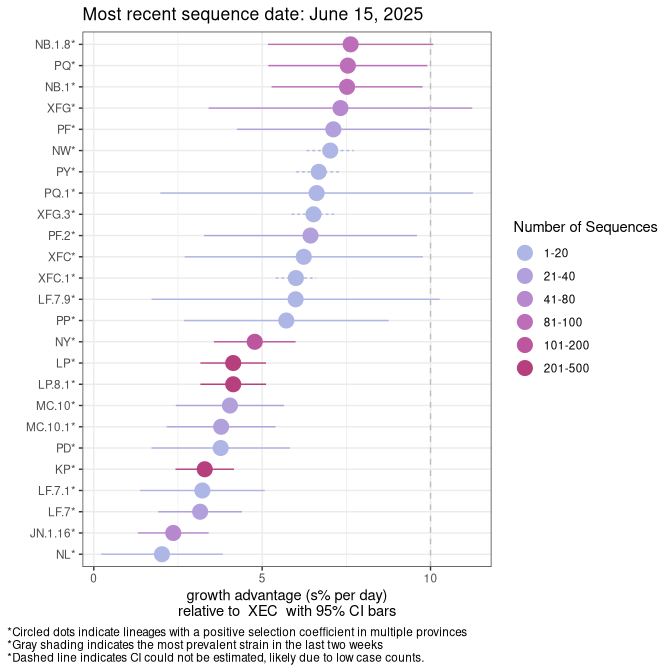 Most recent sequence date: June 15, 2025
NB.1.8*
PQ*
NB.1*
XFG*
PF*
NW*
PY*
PQ.1*
XFG.3*
PF.2*
XFC*
XFC.1*
LF.7.9*
PP*
NY*
LP*
LP.8.1*
MC.10*
MC.10.1*
PD*
KP*
LF.7.1*
LF.7*
JN.1.16*
NL*
0 5 10
growth advantage (s% per day)
relative to XEC with 95% CI bars
Number of Sequences
1-20
21-40
41-80
81-100
101-200
201-500
*Circled dots indicate lineages with a positive selection coefficient in multiple provinces
*Gray shading indicates the most prevalent strain in the last two weeks
*Dashed line indicates CI could not be estimated, likely due to low case counts.